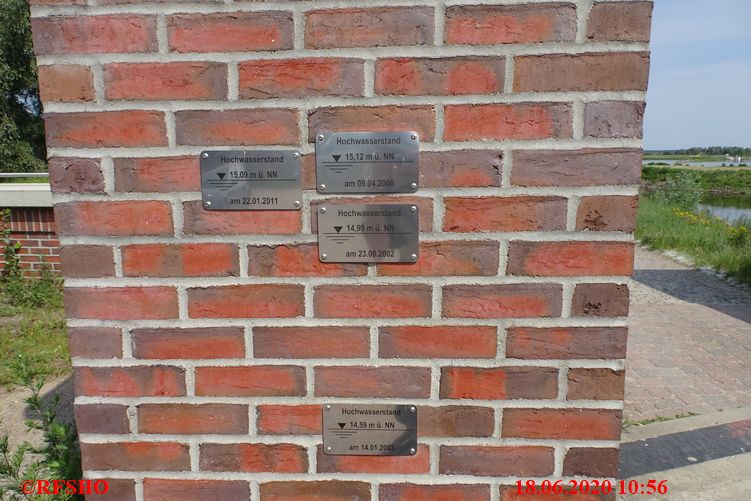 Hochwasserstand
15,12 m ü. NN
am 09.04.2006
Hochwasserstand
15,09 m ü. NN
am 22.01.2011
Hochwasserstand
14,99 m ü. NN
am 23.08.2002
Hochwasserstand
14,59 m ü. NN
am 14.01.2003
©RFSHO
18.06.2020 10:56